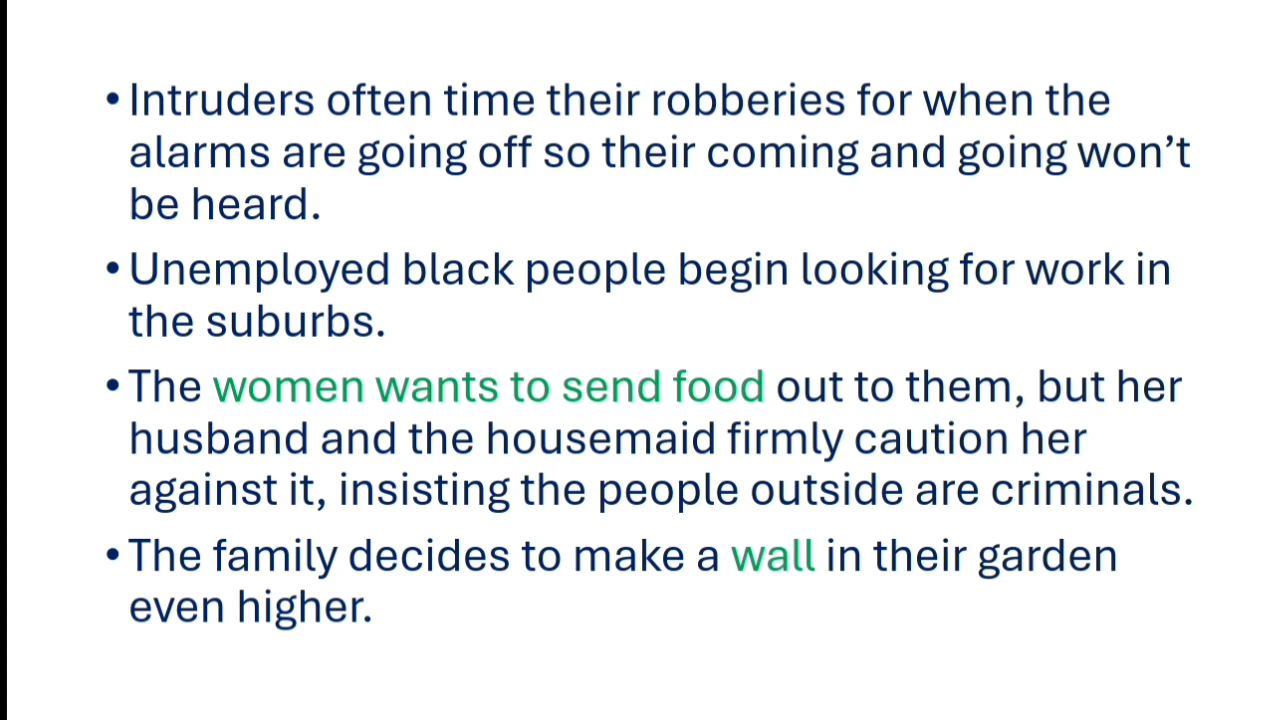 • Intruders often time their robberies for when the
alarms are going off so their coming and going won’t
be heard.
• Unemployed black people begin looking for work in
the suburbs.
• The women wants to send food out to them, but her
husband and the housemaid firmly caution her
against it, insisting the people outside are criminals.
• The family decides to make a wall in their garden
even higher.